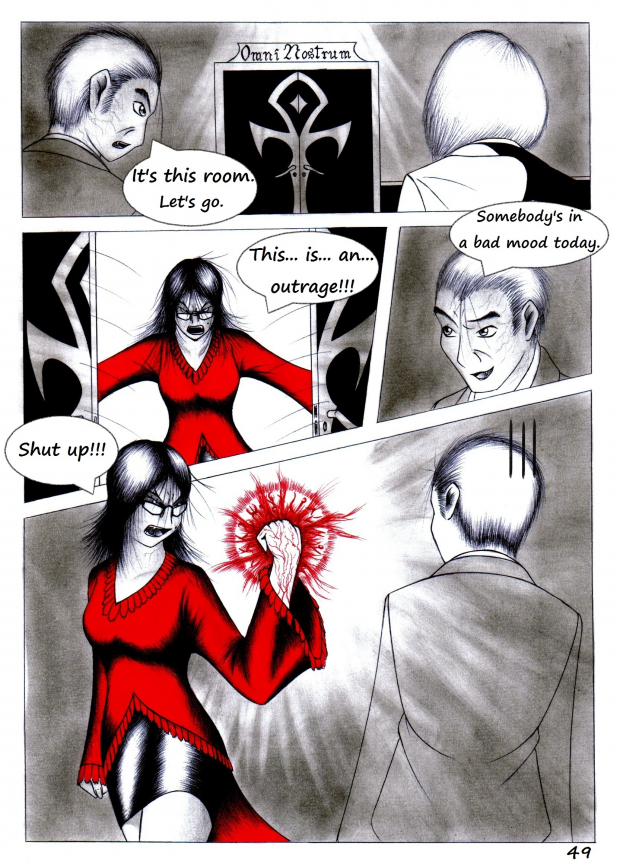 Omni Nostrum
It's this room.
Let's go.
This... is... an...
outrage!!!
Somebody's in
a bad mood today.
Shut up!!!
49